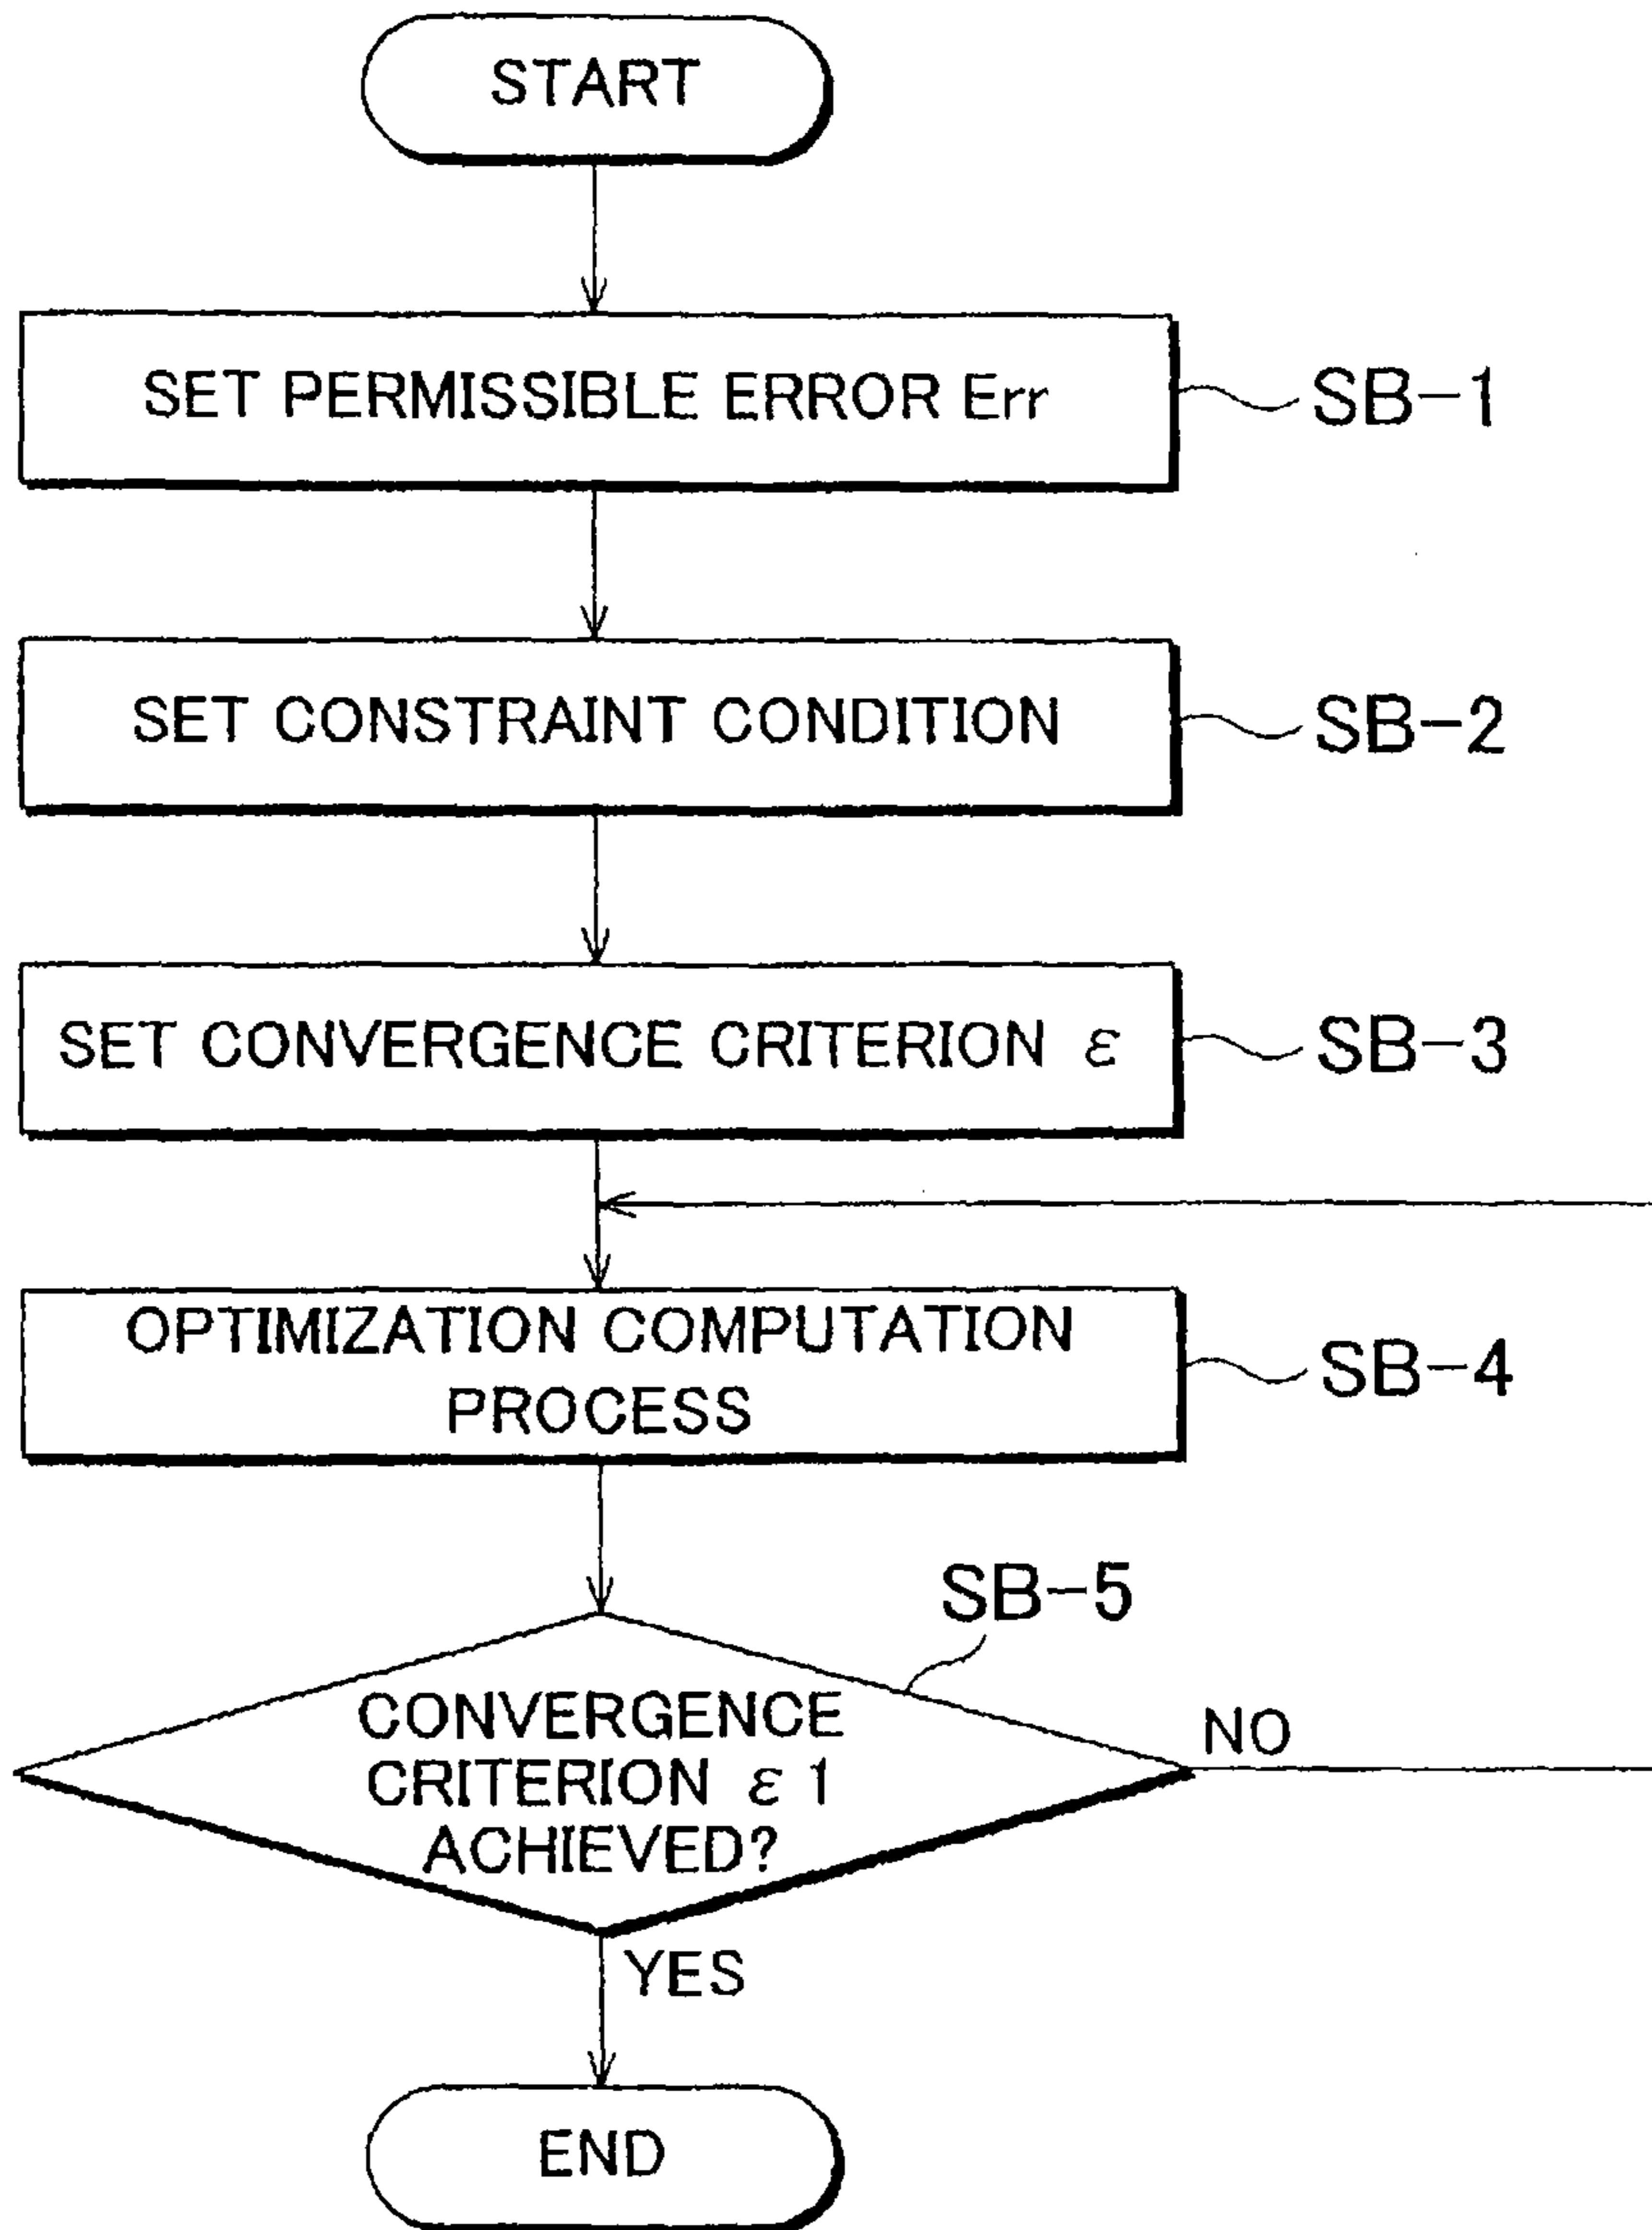 START
SET PERMISSIBLE ERROR Err
SB-1
SET CONSTRAINT CONDITION
SB-2
SET CONVERGENCE CRITERION ε
SB-3
OPTIMIZATION COMPUTATION
PROCESS
SB-4
SB-5
CONVERGENCE
CRITERION ε 1
ACHIEVED?
NO
YES
END